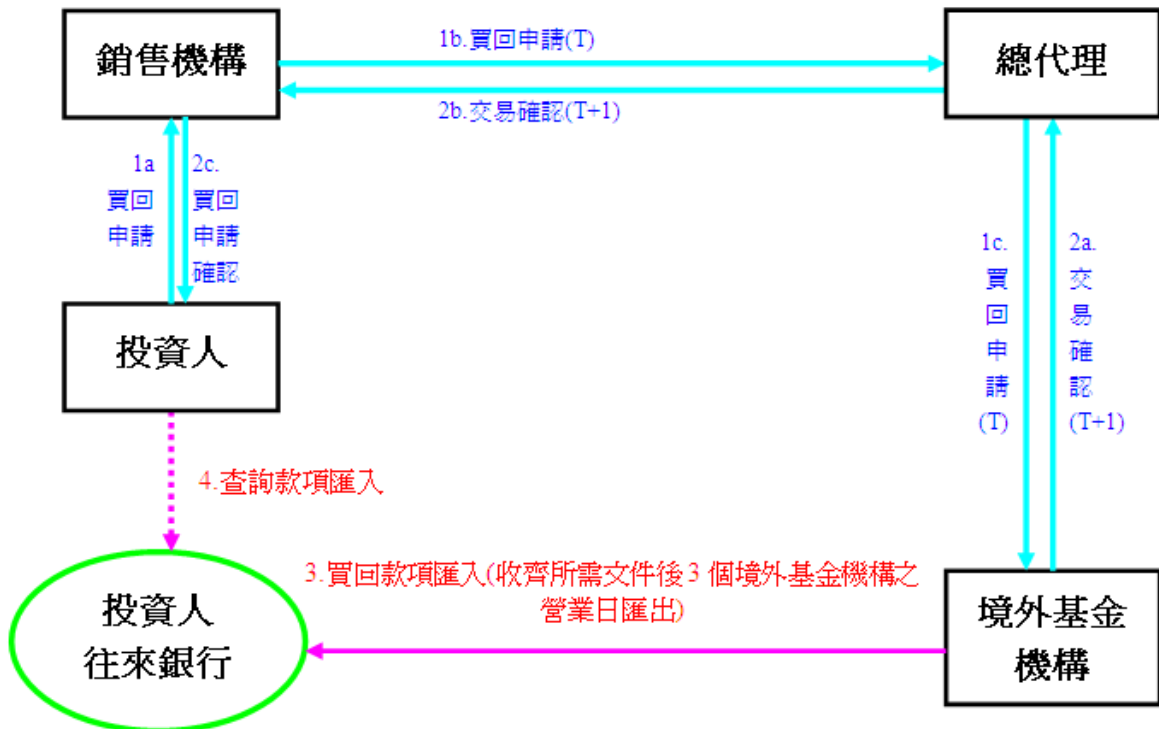 銷售機構
1b.買回申請(T)
總代理
2b.交易確認(T+1)
1a
買回
申請
2c.
買回
申請
確認
1c.
買
回
申
請
(T)
2a.
交
易
確
認
(T+1)
投資人
4.查詢款項匯入
3.買回款項匯入(收齊所需文件後3個境外基金機構之
營業日匯出)
投資人
往來銀行
境外基金
機構